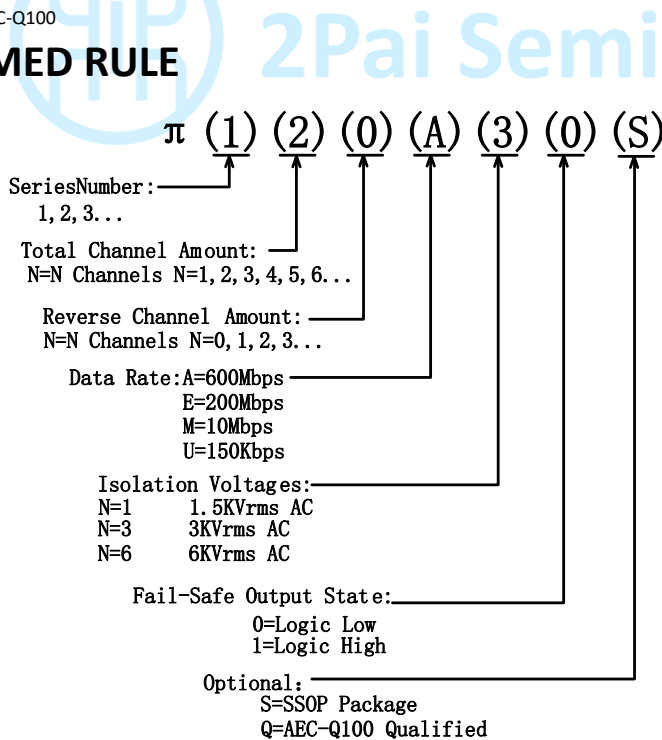 C-Q100
2Pai Semi
MED RULE
π (1) (2) (0) (A) (3) (0) (S)
SeriesNumber:
1,2,3...
Total Channel Amount:
N=N Channels N=1,2,3,4,5,6...
Reverse Channel Amount:
N=N Channels N=0,1,2,3...
Data Rate:A=600Mbps
E=200Mbps
M=10Mbps
U=150Kbps
Isolation Voltages:
N=1 1.5KVrms AC
N=3 3KVrms AC
N=6 6KVrms AC
Fail-Safe Output State:
0=Logic Low
1=Logic High
Optional:
S=SSOP Package
Q=AEC-Q100 Qualified